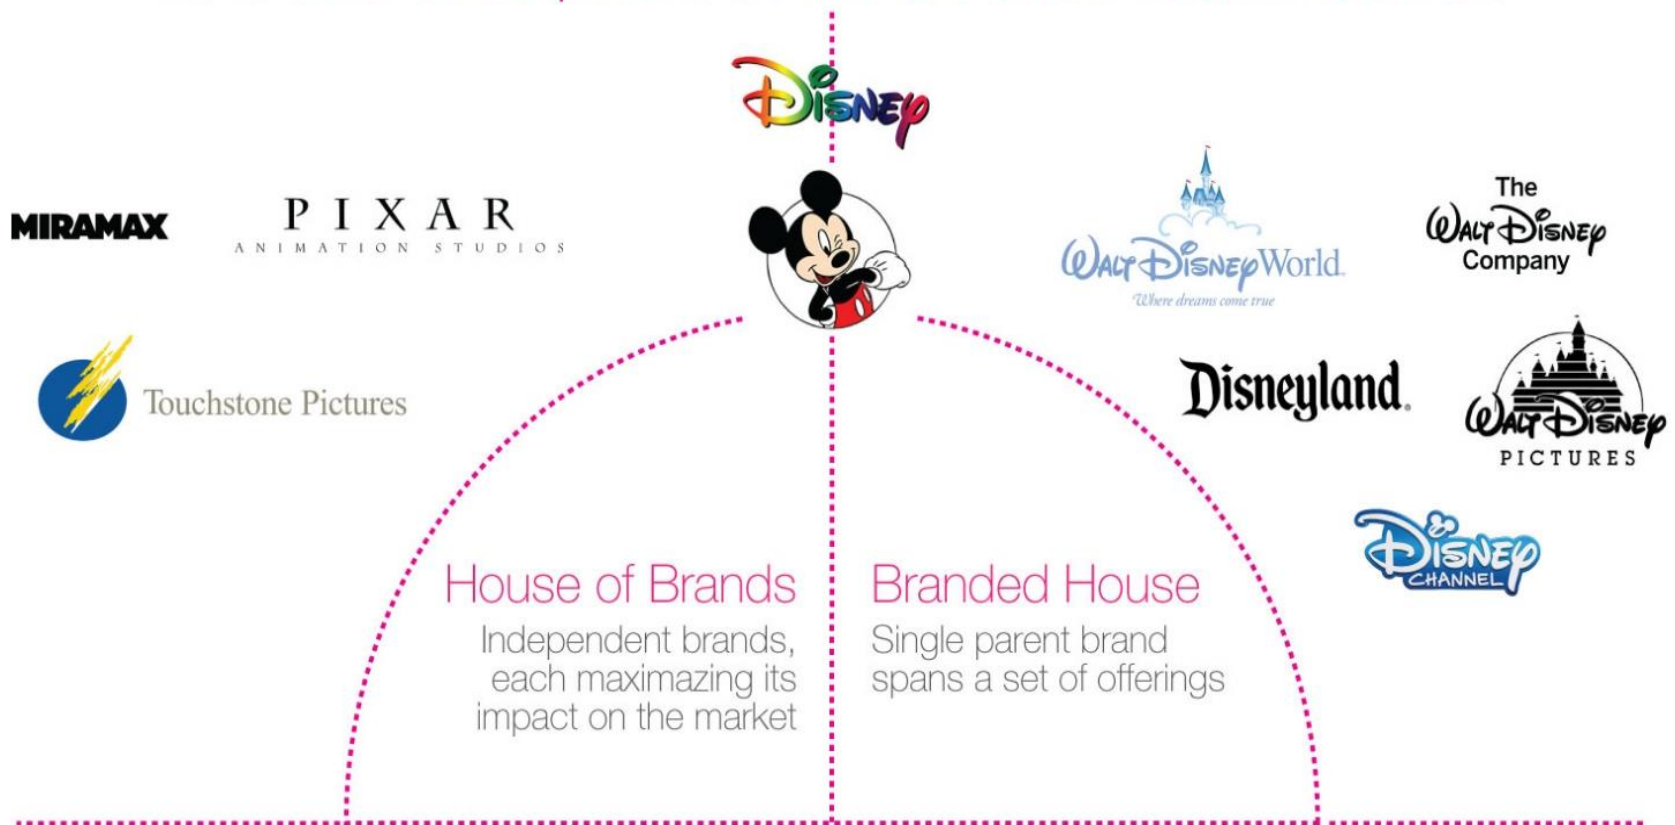 Disney
MIRAMAX
PIXAR
ANIMATION STUDIOS
Touchstone Pictures
WALT DISNEY World.
Where dreams come true
The
WALT DISNEY
Company
Disneyland®
WALT DISNEY
PICTURES
DISNEY
CHANNEL
House of Brands
Independent brands,
each maximazing its
impact on the market
Branded House
Single parent brand
spans a set of offerings